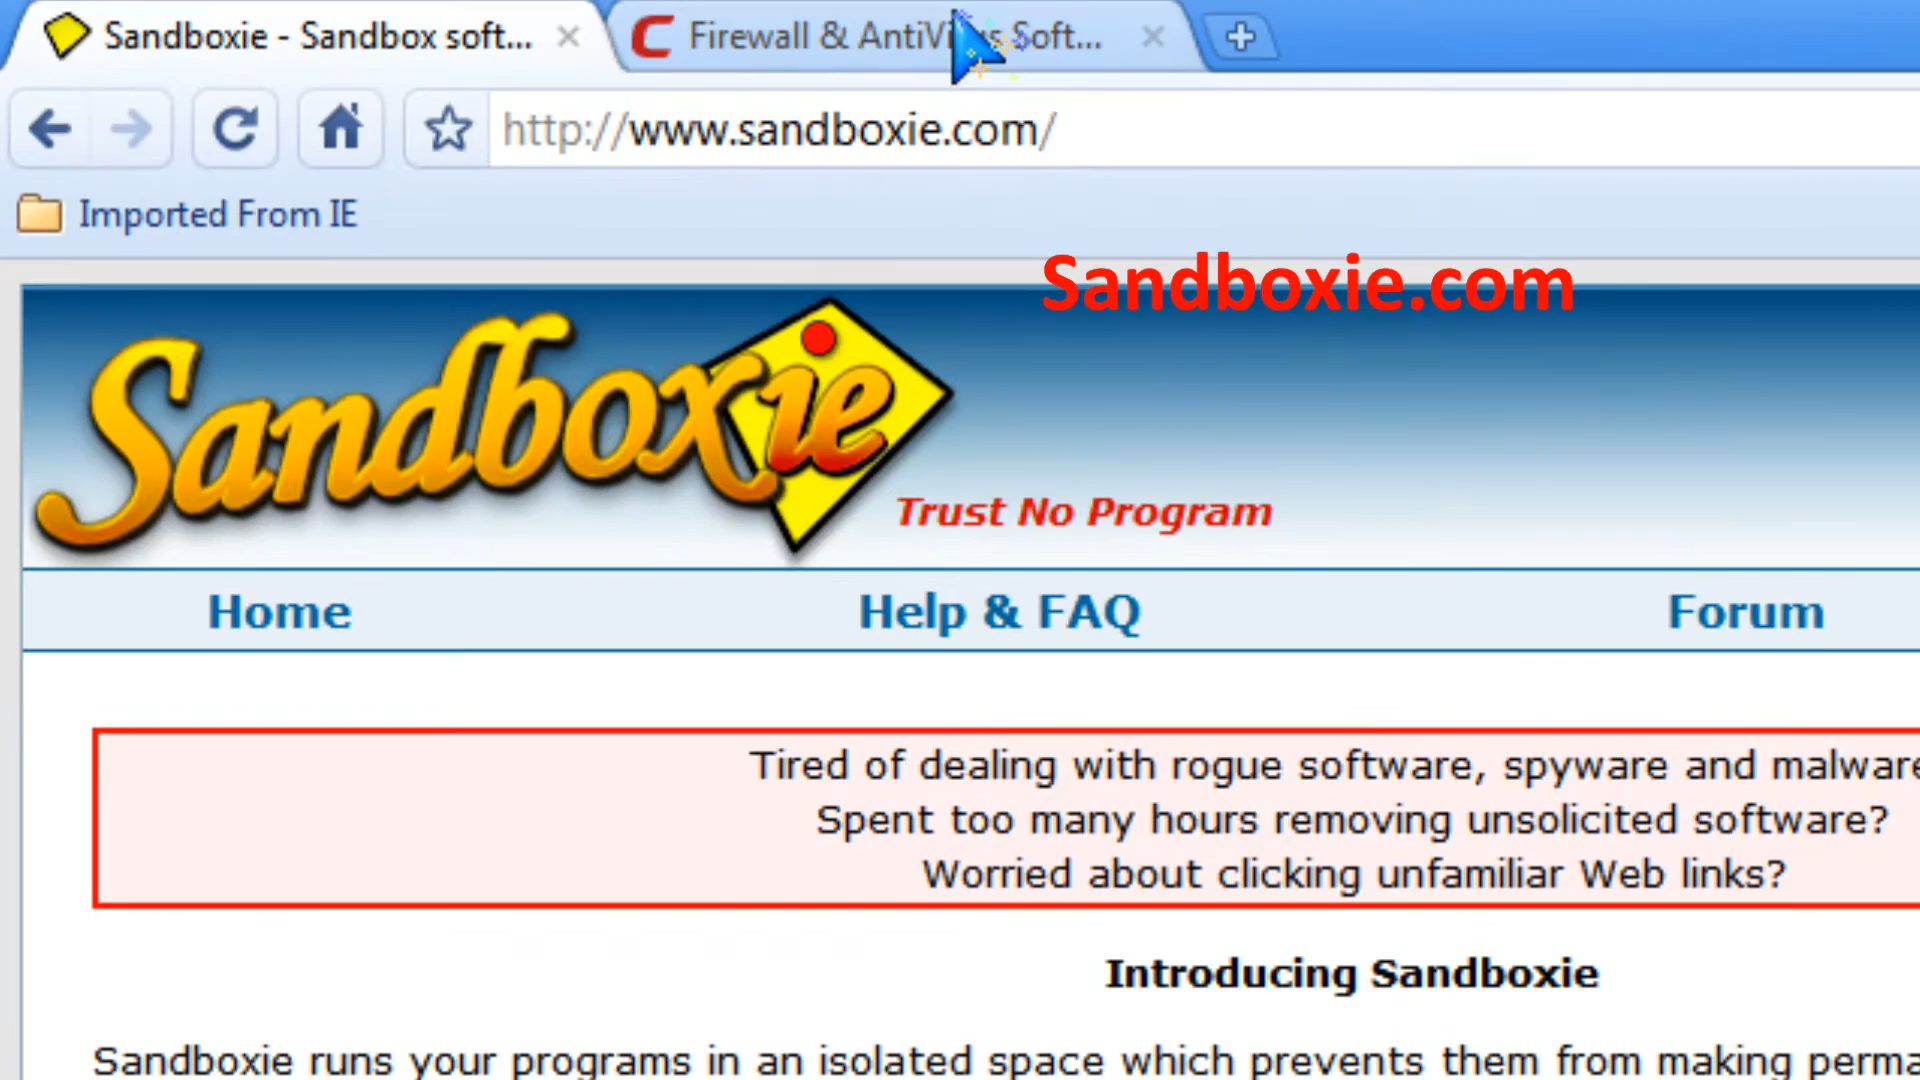 Sandboxie - Sandbox soft...
Firewall & AntiVirus Soft...
http://www.sandboxie.com/
Imported From IE
Sandboxie.com
Sandboxie
Trust No Program
Home
Help & FAQ
Forum
Tired of dealing with rogue software, spyware and malware
Spent too many hours removing unsolicited software?
Worried about clicking unfamiliar Web links?
Introducing Sandboxie
Sandboxie runs your programs in an isolated space which prevents them from making perma